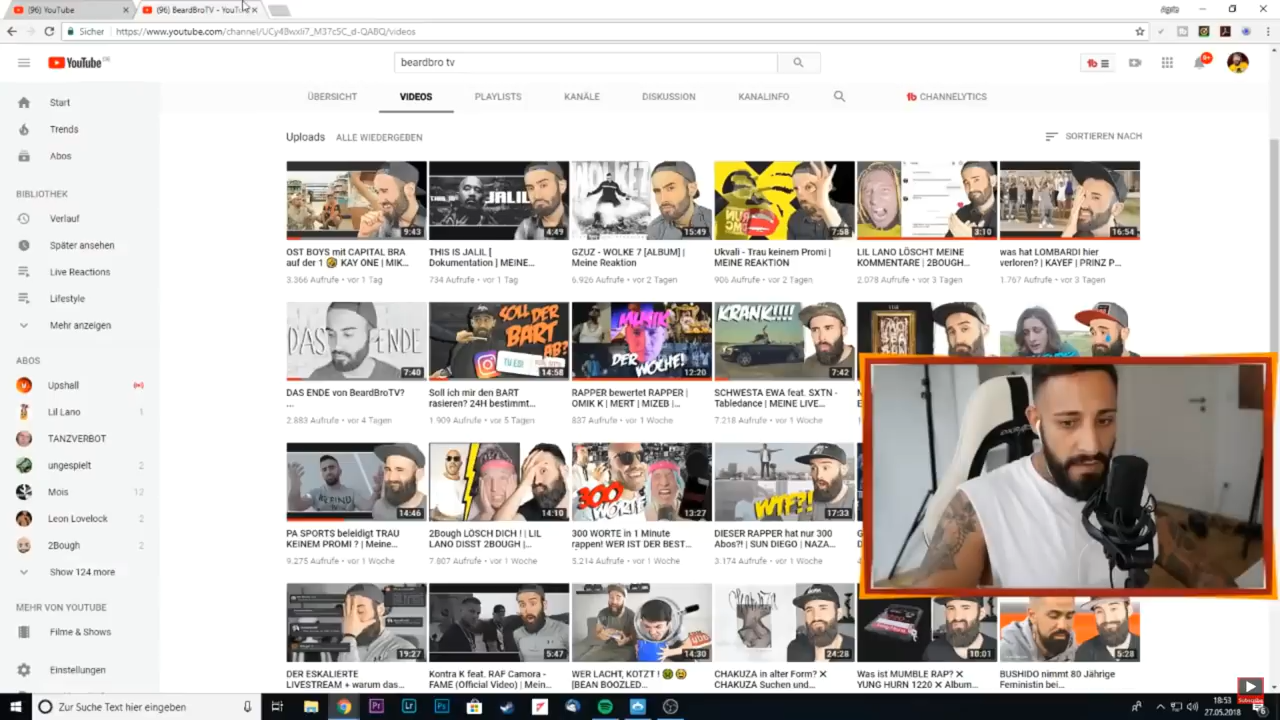 (96) YouTube
(96) BeardBroTV - YouTu
Sicher
https://www.youtube.com/channel/UCy4Bwxlr7_M37cSC_d-QABQ/videos
YouTube DE
beardbro tv
9+
ÜBERSICHT VIDEOS PLAYLISTS KANÄLE DISKUSSION KANALINFO CHANNELYTICS
Uploads ALLE WIEDERGEBEN SORTIEREN NACH
Start
Trends
Abos
BIBLIOTHEK
Verlauf
Später ansehen
Live Reactions
Lifestyle
Mehr anzeigen
ABOS
Upshall
Lil Lano 1
TANZVERBOT
ungespielt 2
Mois 12
Leon Lovelock 2
2Bough 2
Show 124 more
MEHR VON YOUTUBE
Filme & Shows
Einstellungen
9:43
OST BOYS mit CAPITAL BRA
auf der 1 KAY ONE | MIK...
3.366 Aufrufe • vor 1 Tag
JALIL
4:49
THIS IS JALIL [
Dokumention ] | MEINE...
734 Aufrufe • vor 1 Tag
WOLKE 7
15:49
GZUZ - WOLKE 7 [ALBUM] |
Meine Reaktion
6.926 Aufrufe • vor 2 Tagen
7:58
Ukvali - Trau keinem Promi |
MEINE REAKTION
906 Aufrufe • vor 2 Tagen
3:10
LIL LANO LÖSCHT MEINE
KOMMENTARE | 2BOUGH...
2.078 Aufrufe • vor 3 Tagen
16:54
was hat LOMBARDI hier
verloren? | KAYEF | PRINZ P...
1.767 Aufrufe • vor 3 Tagen
DAS ENDE
7:40
DAS ENDE von BeardBroTV?
...
2.883 Aufrufe • vor 4 Tagen
SOLL DER
BART
AB?
14:58
Soll ich mir den BART
rasieren? 24H bestimmt...
1.909 Aufrufe • vor 5 Tagen
MUSIK
DER WOCHE!
12:20
RAPPER bewertet RAPPER |
OMIK K | MERT | MIZEB |...
837 Aufrufe • vor 1 Woche
KRANK!!!!
7:42
SCHWESTA EWA feat. SXTN -
Tabledance | MEINE LIVE...
7.218 Aufrufe • vor 1 Woche
14:46
PA SPORTS beleidigt TRAU
KEINEM PROMI ? | Meine...
9.275 Aufrufe • vor 1 Woche
14:10
2Bough LÖSCH DICH ! | LIL
LANO DISST 2BOUGH |...
7.807 Aufrufe • vor 1 Woche
300
WORTE
13:27
300 WORTE in 1 Minute
rappen! WER IST DER BEST...
5.214 Aufrufe • vor 1 Woche
WTF?!
17:33
DIESER RAPPER hat nur 300
Abos?! | SUN DIEGO | NAZA...
3.174 Aufrufe • vor 1 Woche
19:27
DER ESKALIERTE
LIVESTREAM + warum das...
5:47
Kontra K feat. RAF Camora -
FAME (Official Video) | Mein...
14:30
WER LACHT, KOTZT !
[BEAN BOOZLED...
24:28
CHAKUZA in alter Form? ✕
CHAKUZA Suchen und...
10:01
Was ist MUMBLE RAP? ✕
YUNG HURN 1220 ✕ Album...
5:28
BUSHIDO nimmt 80 Jährige
Feministin bei...
Subscribe
Zur Suche Text hier eingeben
18:53
27.05.2018